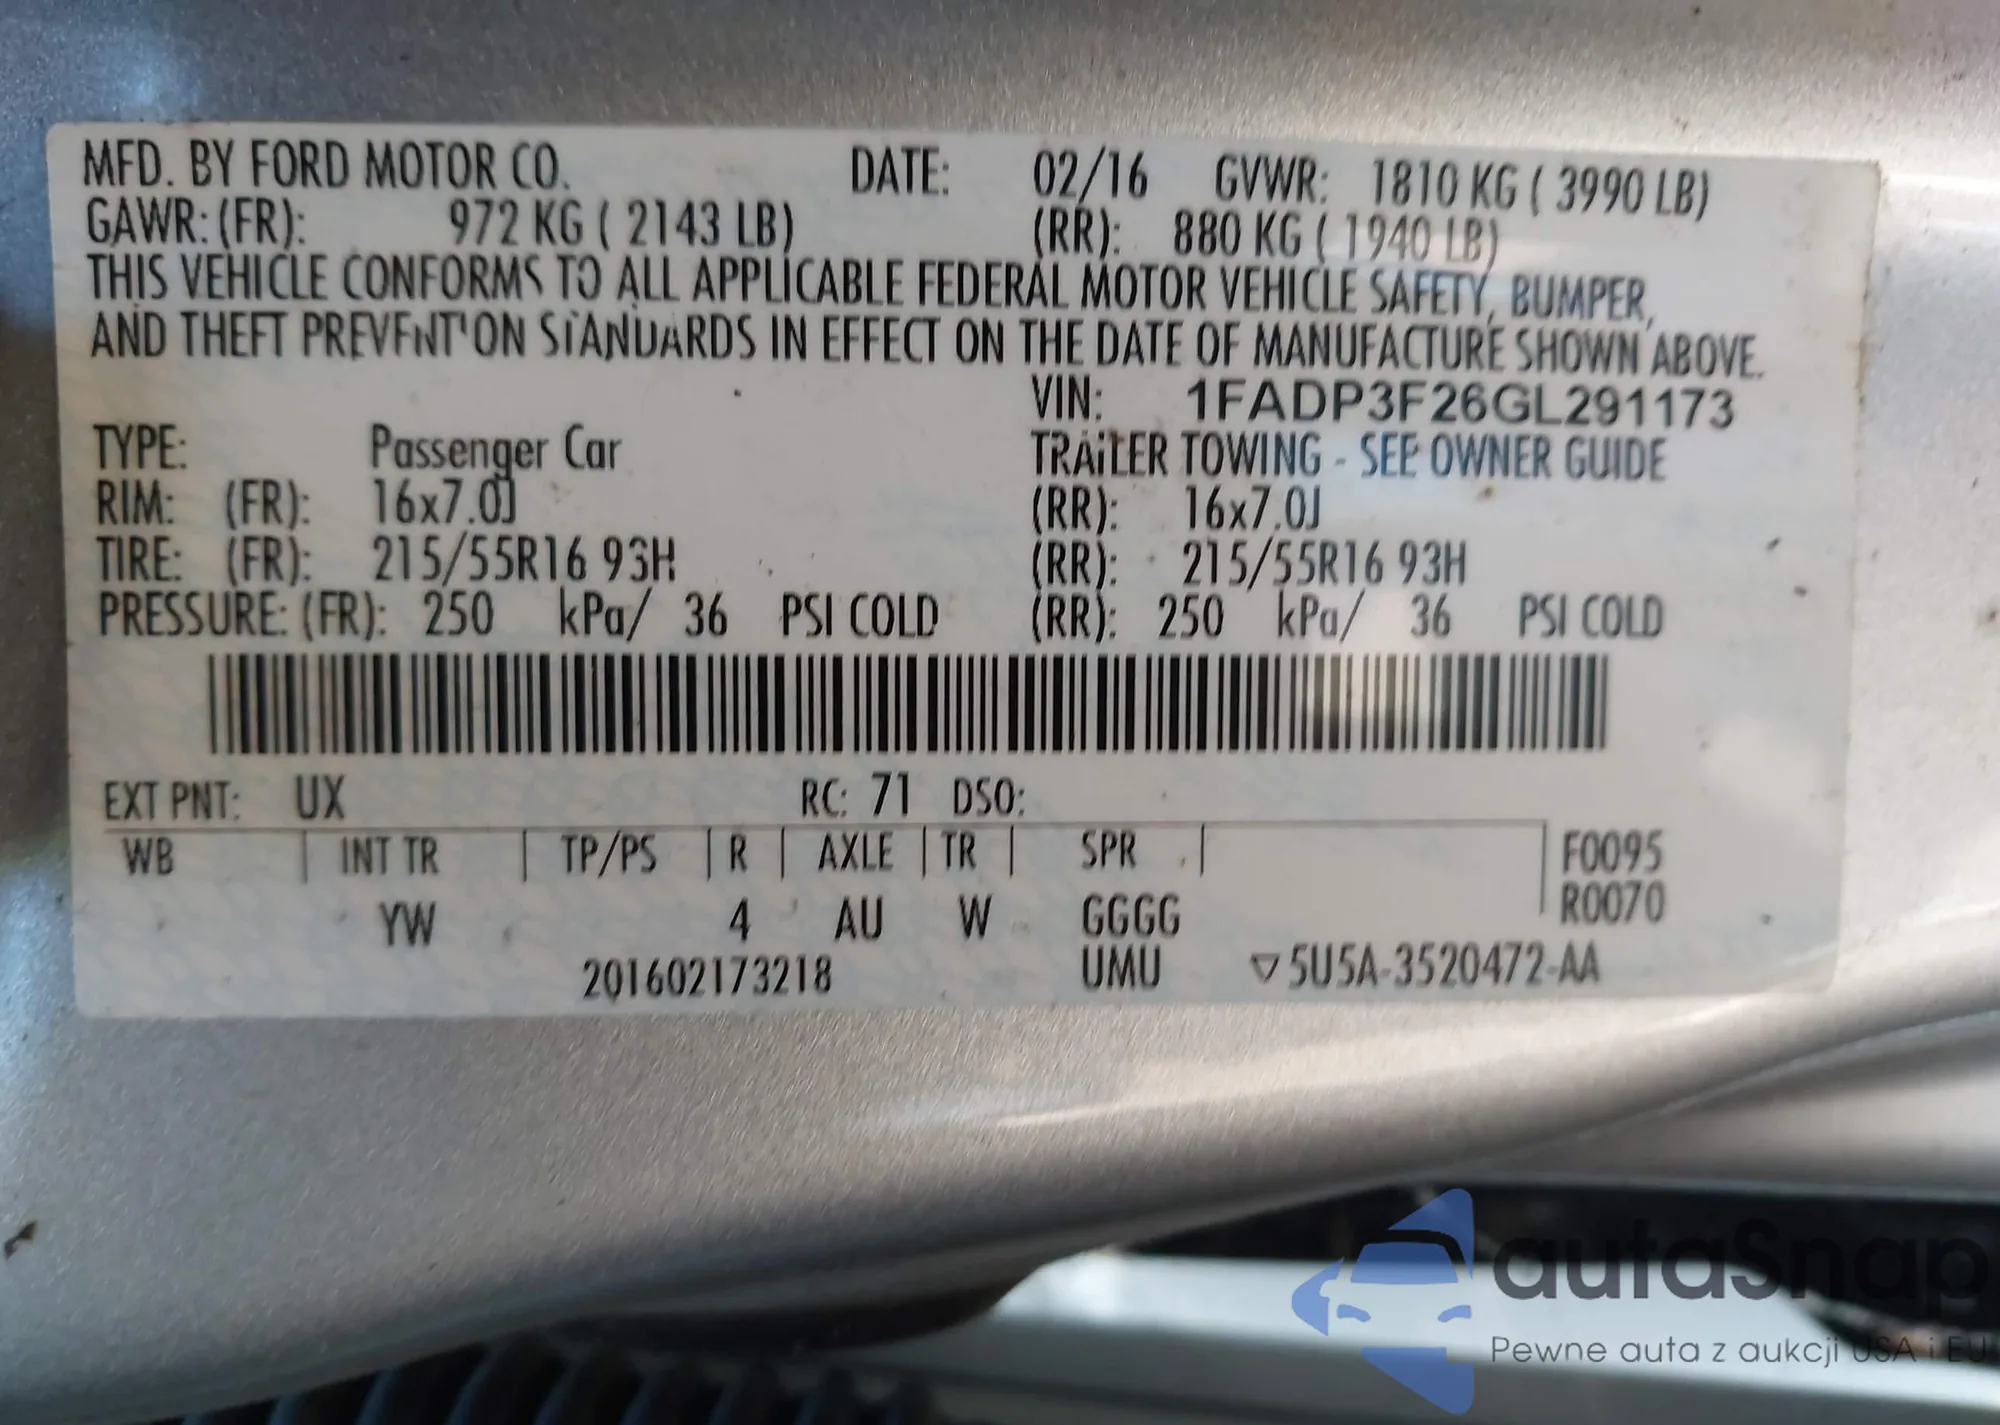 MFD. BY FORD MOTOR CO. DATE: 02/16 GVWR: 1810 KG ( 3990 LB)
GAWR: (FR): 972 KG ( 2143 LB) (RR): 880 KG ( 1940 LB)
THIS VEHICLE CONFORMS TO ALL APPLICABLE FEDERAL MOTOR VEHICLE SAFETY, BUMPER,
AND THEFT PREVENTION STANDARDS IN EFFECT ON THE DATE OF MANUFACTURE SHOWN ABOVE.
VIN: 1FADP3F26GL291173
TYPE: Passenger Car TRAILER TOWING - SEE OWNER GUIDE
RIM: (FR): 16x7.0J (RR): 16x7.0J
TIRE: (FR): 215/55R16 93H (RR): 215/55R16 93H
PRESSURE: (FR): 250 kPa/ 36 PSI COLD (RR): 250 kPa/ 36 PSI COLD
EXT PNT: UX RC: 71 DSO:
WB INT TR TP/PS R AXLE TR SPR F0095
R0070
YW 4 AU W GGGG
201602173218 UMU ▽5U5A-3520472-AA
autaSnap
Pewne auta z aukcji USA i EU